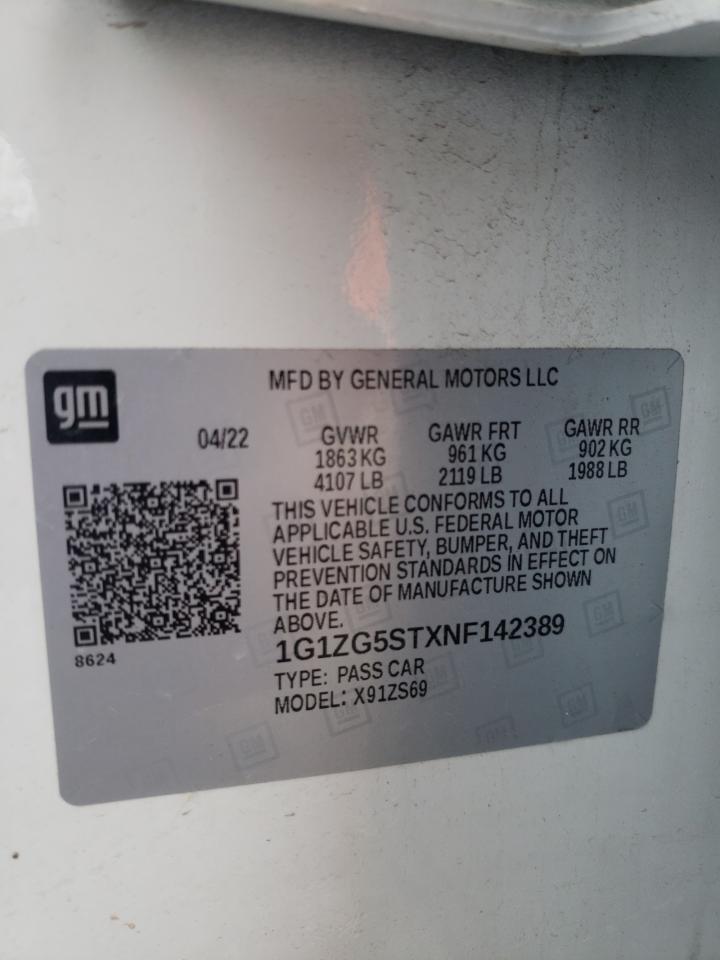 gm
MFD BY GENERAL MOTORS LLC
04/22
GVWR GAWR FRT GAWR RR
1863 KG 961 KG 902 KG
4107 LB 2119 LB 1988 LB
THIS VEHICLE CONFORMS TO ALL
APPLICABLE U.S. FEDERAL MOTOR
VEHICLE SAFETY, BUMPER, AND THEFT
PREVENTION STANDARDS IN EFFECT ON
THE DATE OF MANUFACTURE SHOWN
ABOVE.
1G1ZG5STXNF142389
TYPE: PASS CAR
MODEL: X91ZS69
8624